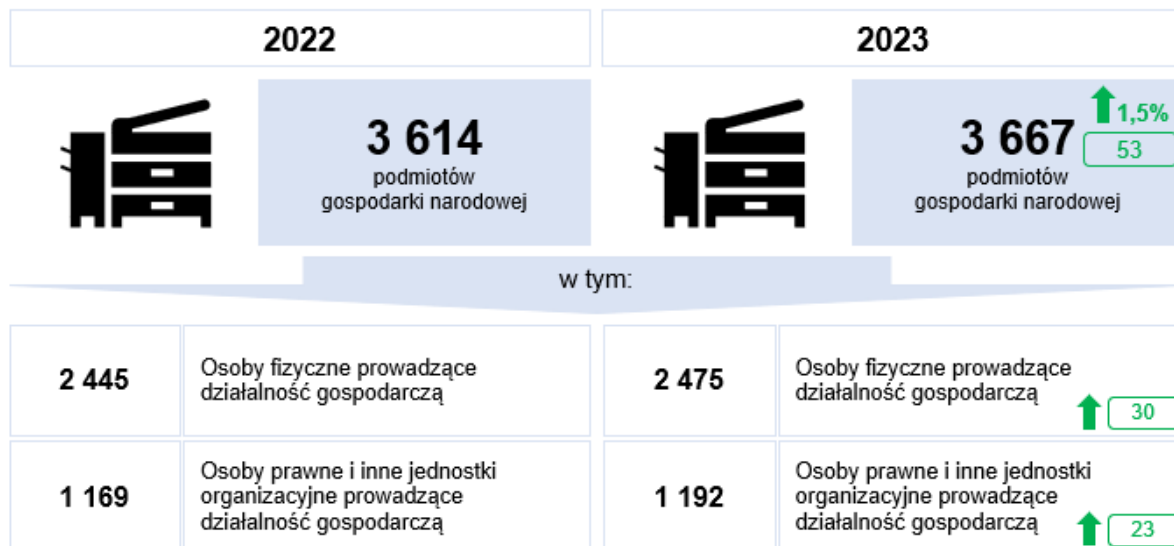 2022
2023
3 614
podmiotów
gospodarki narodowej
3 667
podmiotów
gospodarki narodowej
1,5%
53
w tym:
2 445
Osoby fizyczne prowadzące
działalność gospodarczą
2 475
Osoby fizyczne prowadzące
działalność gospodarczą
30
1 169
Osoby prawne i inne jednostki
organizacyjne prowadzące
działalność gospodarczą
1 192
Osoby prawne i inne jednostki
organizacyjne prowadzące
działalność gospodarczą
23